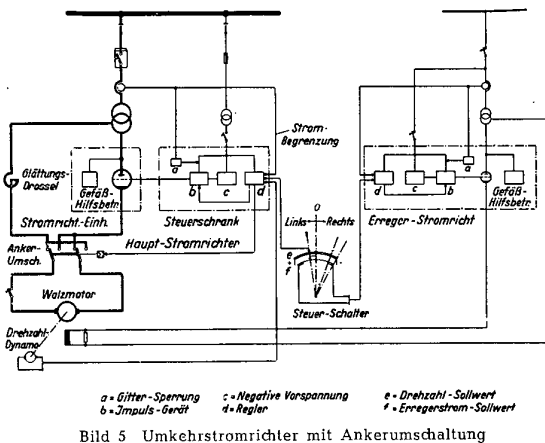 Strom-
Begrenzung
Glättungs-
Drossel
Gefäß-
Hilfsbetr.
a
b
c
d
Stromricht.-Einh.
Steuerschrank
Haupt-Stromrichter
Anker-
Umsch.
Walzmotor
Drehzahl-
Dynamo
0
Links
Rechts
e
f
Steuer-Schalter
d
c
b
a
Gefäß-
Hilfsbetr.
Erreger-Stromricht
a = Gitter-Sperrung
b = Impuls-Gerät
c = Negative Vorspannung
d = Regler
e = Drehzahl-Sollwert
f = Erregerstrom-Sollwert
Bild 5 Umkehrstromrichter mit Ankerumschaltung